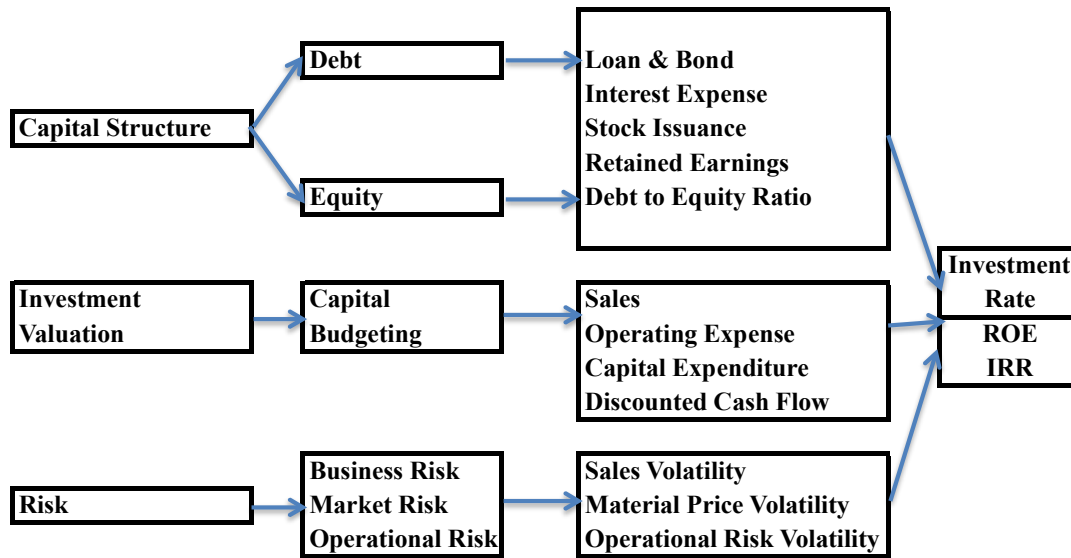 Capital Structure
Debt
Equity
Loan & Bond
Interest Expense
Stock Issuance
Retained Earnings
Debt to Equity Ratio
Investment
Valuation
Capital
Budgeting
Sales
Operating Expense
Capital Expenditure
Discounted Cash Flow
Risk
Business Risk
Market Risk
Operational Risk
Sales Volatility
Material Price Volatility
Operational Risk Volatility
Investment
Rate
ROE
IRR